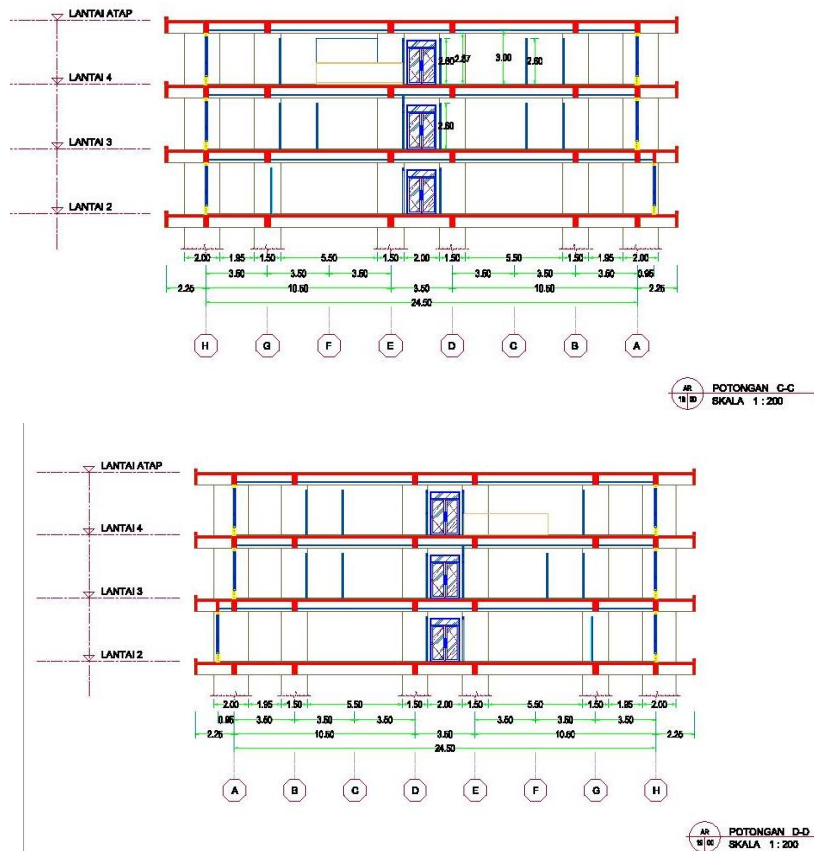 LANTAI ATAP
3.00
2.60
2.87
2.60
LANTAI 4
2.60
LANTAI 3
LANTAI 2
2.00 1.95 1.50 5.50 1.50 2.00 1.50 5.50 1.50 1.95 2.00
3.50 3.50 3.50 3.50 3.50 3.50 0.95
2.25 10.50 3.50 10.50 2.25
24.50
H G F E D C B A
AR POTONGAN C-C
SKALA 1 : 200
LANTAI ATAP
LANTAI 4
LANTAI 3
LANTAI 2
2.00 1.95 1.50 5.50 1.50 2.00 1.50 5.50 1.50 1.95 2.00
0.95 3.50 3.50 3.50 3.50 3.50 3.50
2.25 10.50 3.50 10.50 2.25
24.50
A B C D E F G H
AR POTONGAN D-D
SKALA 1 : 200